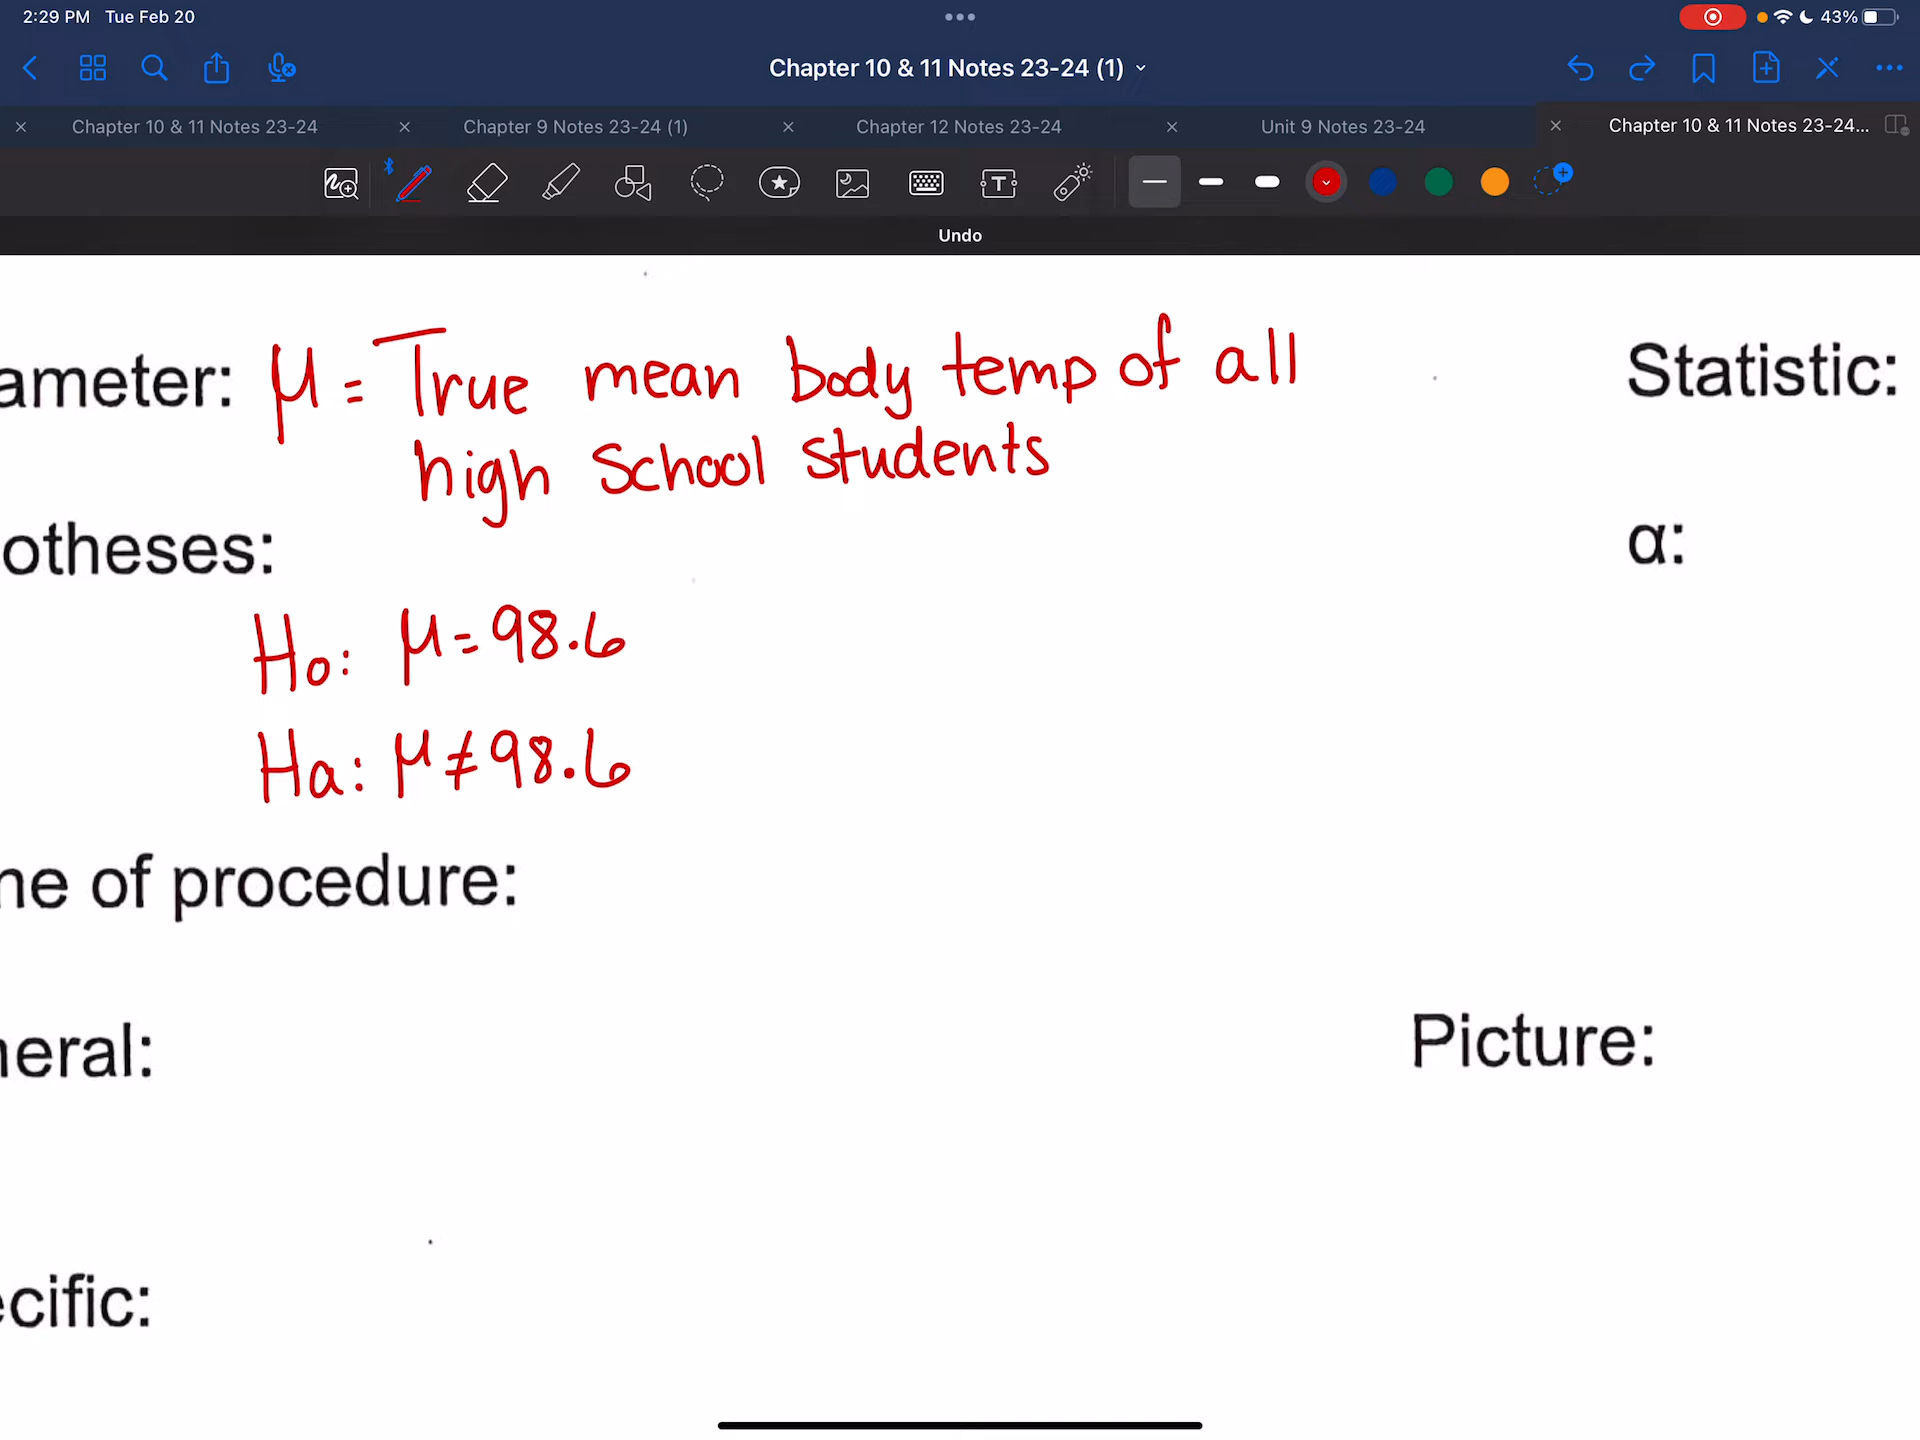 2:29 PM Tue Feb 20
43%
Chapter 10 & 11 Notes 23-24 (1)
Chapter 10 & 11 Notes 23-24
Chapter 9 Notes 23-24 (1)
Chapter 12 Notes 23-24
Unit 9 Notes 23-24
Chapter 10 & 11 Notes 23-24...
T
Undo
ameter: μ = True mean body temp of all
high school students
Statistic:
otheses:
α:
Ho: μ = 98.6
Ha: μ ≠ 98.6
ne of procedure:
neral:
Picture:
ecific: